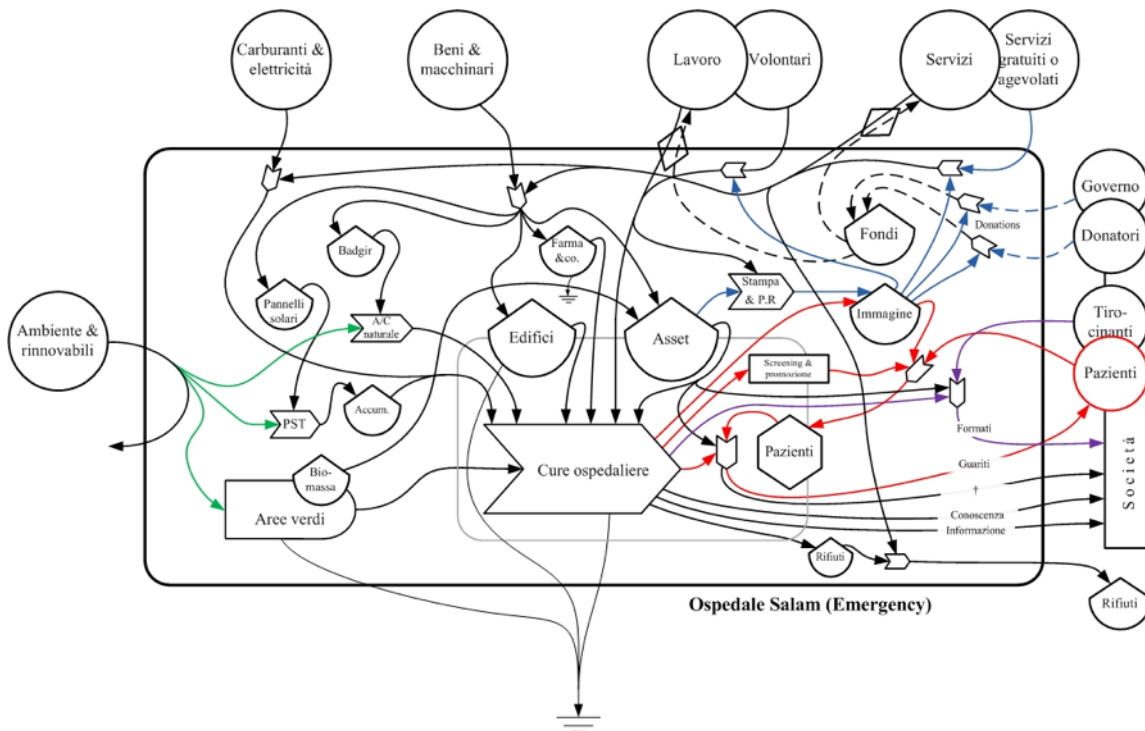 Carburanti &
elettricità
Beni &
macchinari
Lavoro
Volontari
Servizi
Servizi
gratuiti o
agevolati
Governo
Donatori
Donations
Fondi
Badgir
Farma
&co.
Pannelli
solari
A/C
naturale
Edifici
Asset
Stampa
& P.R
Immagine
Tiro-
cinanti
Ambiente &
rinnovabili
Screening &
promozione
Pazienti
PST
Accum.
Formati
Pazienti
Cure ospedaliere
Bio-
massa
Aree verdi
Guariti
†
Conoscenza
Informazione
Società
Rifiuti
Rifiuti
Ospedale Salam (Emergency)